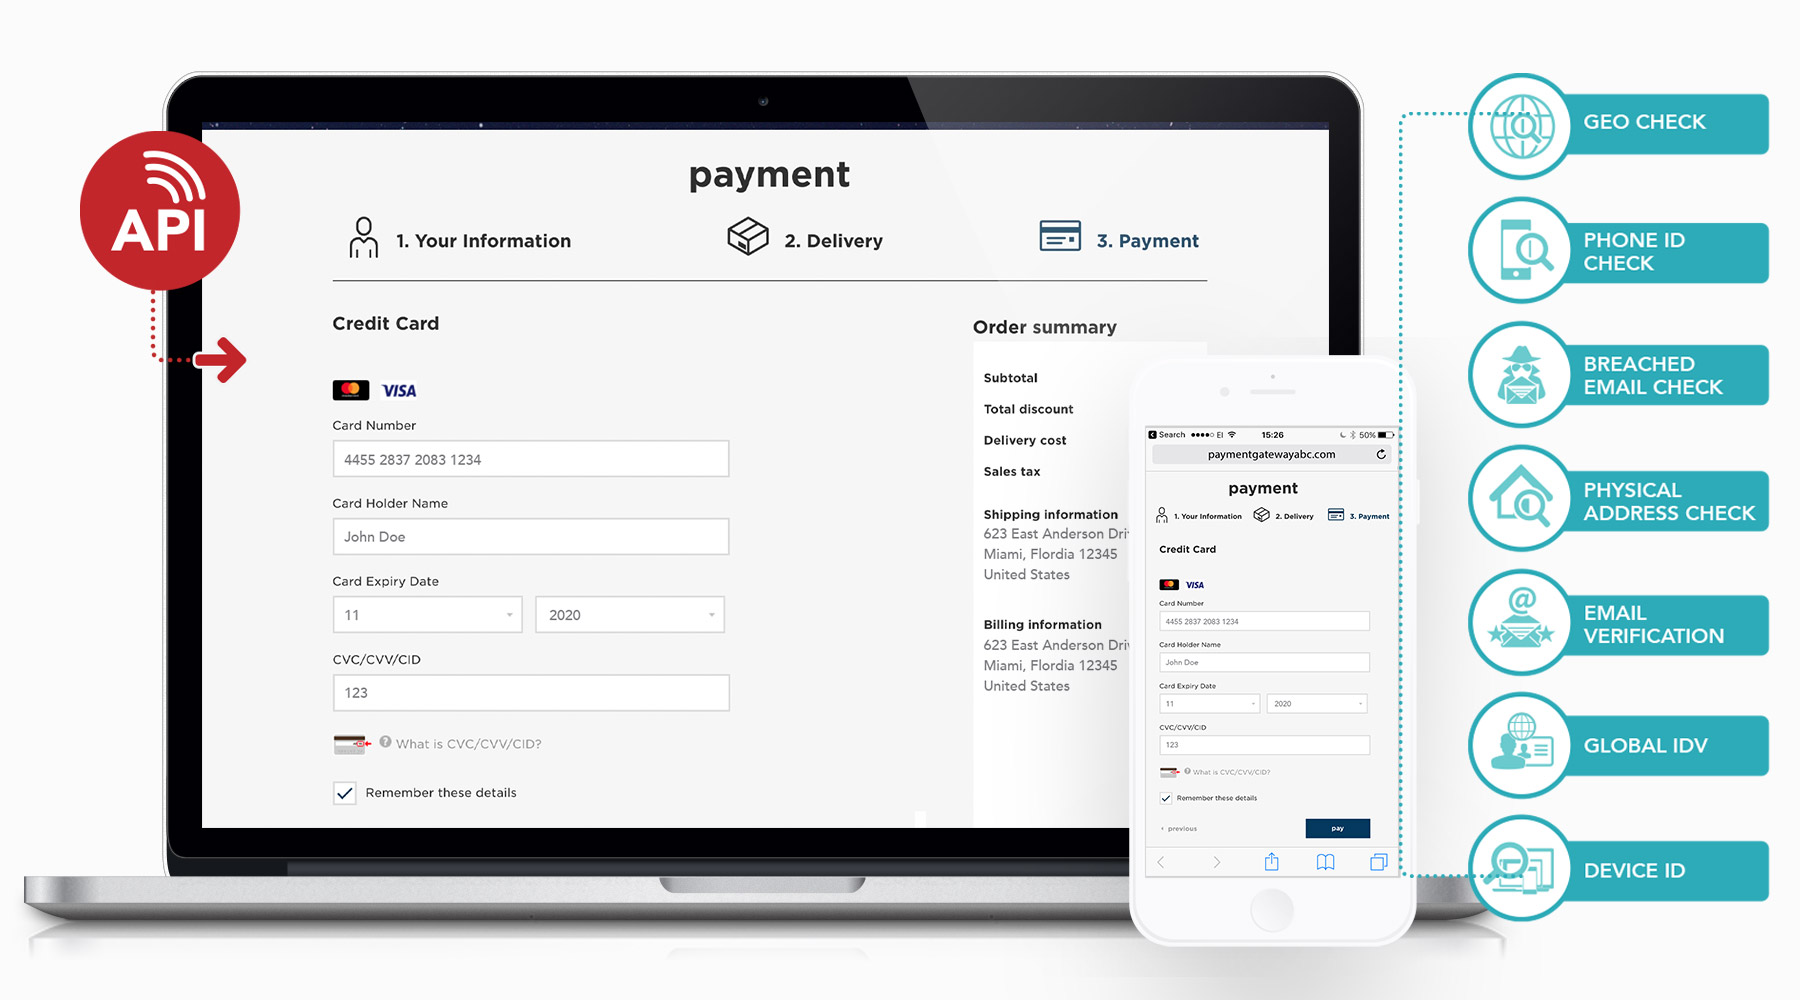 API
payment
1. Your Information
2. Delivery
3. Payment
Credit Card
VISA
Card Number
4455 2837 2083 1234
Card Holder Name
John Doe
Card Expiry Date
11
2020
CVC/CVV/CID
123
? What is CVC/CVV/CID?
Remember these details
Order summary
Subtotal
Total discount
Delivery cost
Sales tax
Shipping information
623 East Anderson Dri
Miami, Flordia 12345
United States
Billing information
623 East Anderson Dri
Miami, Flordia 12345
United States
Search EI 15:26 50%
paymentgatewayabc.com
payment
1. Your Information
2. Delivery
3. Payment
Credit Card
VISA
Card Number
4455 2837 2083 1234
Card Holder Name
John Doe
Card Expiry Date
11
2020
CVC/CVV/CID
123
? What is CVC/CVV/CID?
Remember these details
‹ previous
pay
GEO CHECK
PHONE ID
CHECK
BREACHED
EMAIL CHECK
PHYSICAL
ADDRESS CHECK
@
EMAIL
VERIFICATION
GLOBAL IDV
DEVICE ID